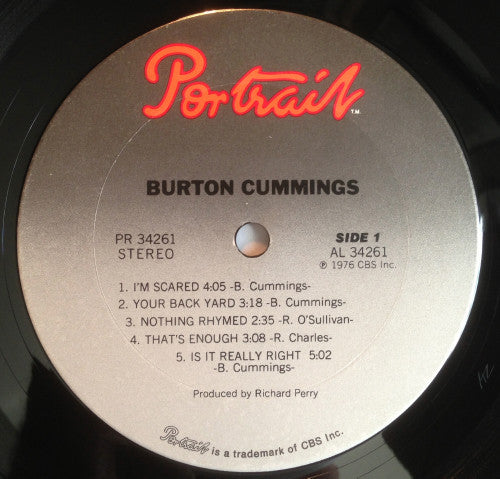 Portrait
TM
BURTON CUMMINGS
PR 34261
STEREO
SIDE 1
AL 34261
℗ 1976 CBS Inc.
1. I'M SCARED 4:05 -B. Cummings-
2. YOUR BACK YARD 3:18 -B. Cummings-
3. NOTHING RHYMED 2:35 -R. O'Sullivan-
4. THAT'S ENOUGH 3:08 -R. Charles-
5. IS IT REALLY RIGHT 5:02
-B. Cummings-
Produced by Richard Perry
Portrait is a trademark of CBS Inc.